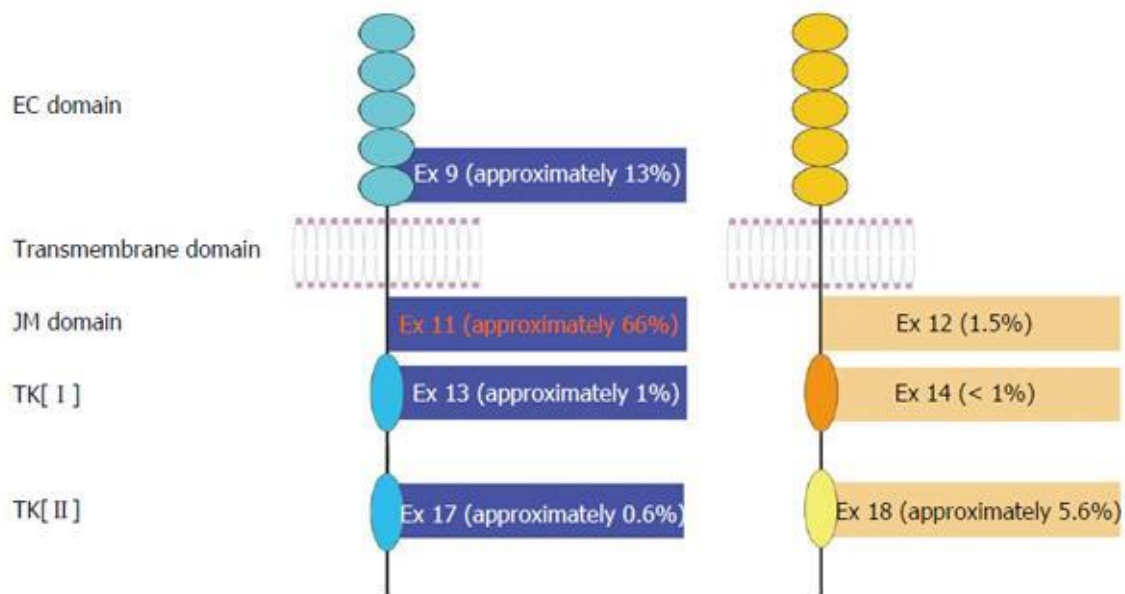 EC domain
Ex 9 (approximately 13%)
Transmembrane domain
JM domain
Ex 11 (approximately 66%)
Ex 12 (1.5%)
TK[ I ]
Ex 13 (approximately 1%)
Ex 14 (< 1%)
TK[ II ]
Ex 17 (approximately 0.6%)
Ex 18 (approximately 5.6%)